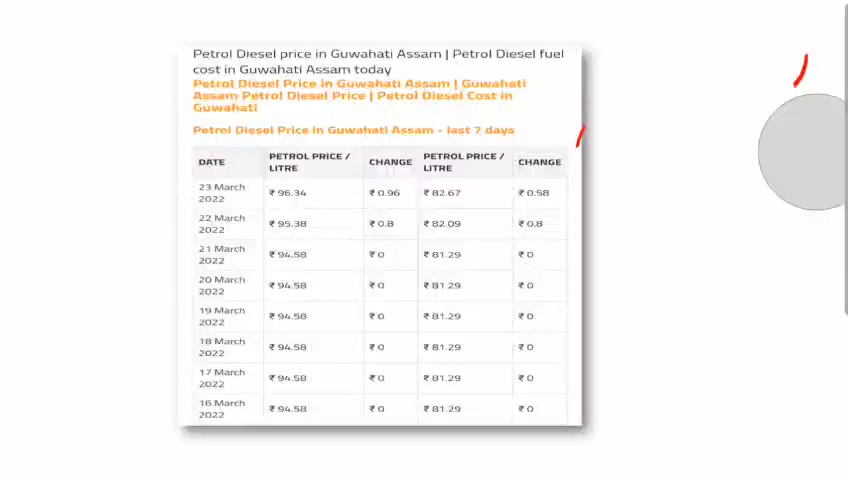 Petrol Diesel price in Guwahati Assam | Petrol Diesel fuel
cost in Guwahati Assam today
Petrol Diesel Price in Guwahati Assam | Guwahati
Assam Petrol Diesel Price | Petrol Diesel Cost in
Guwahati
Petrol Diesel Price in Guwahati Assam - last 7 days
DATE PETROL PRICE / LITRE CHANGE PETROL PRICE / LITRE CHANGE
23 March 2022 ₹ 96.34 ₹ 0.96 ₹ 82.67 ₹ 0.58
22 March 2022 ₹ 95.38 ₹ 0.8 ₹ 82.09 ₹ 0.8
21 March 2022 ₹ 94.58 ₹ 0 ₹ 81.29 ₹ 0
20 March 2022 ₹ 94.58 ₹ 0 ₹ 81.29 ₹ 0
19 March 2022 ₹ 94.58 ₹ 0 ₹ 81.29 ₹ 0
18 March 2022 ₹ 94.58 ₹ 0 ₹ 81.29 ₹ 0
17 March 2022 ₹ 94.58 ₹ 0 ₹ 81.29 ₹ 0
16 March 2022 ₹ 94.58 ₹ 0 ₹ 81.29 ₹ 0